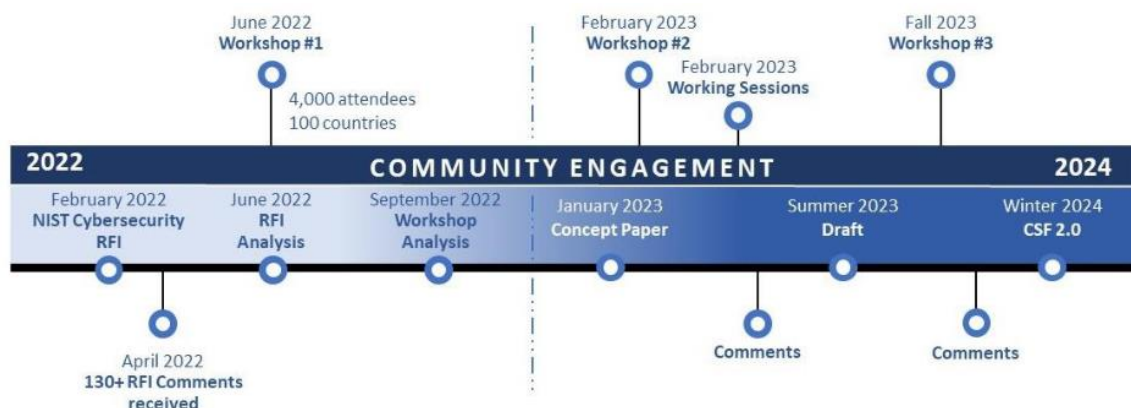 June 2022
Workshop #1
4,000 attendees
100 countries
February 2023
Workshop #2
February 2023
Working Sessions
Fall 2023
Workshop #3
2022
COMMUNITY ENGAGEMENT
2024
February 2022
NIST Cybersecurity
RFI
June 2022
RFI
Analysis
September 2022
Workshop
Analysis
January 2023
Concept Paper
Summer 2023
Draft
Winter 2024
CSF 2.0
April 2022
130+ RFI Comments
received
Comments
Comments